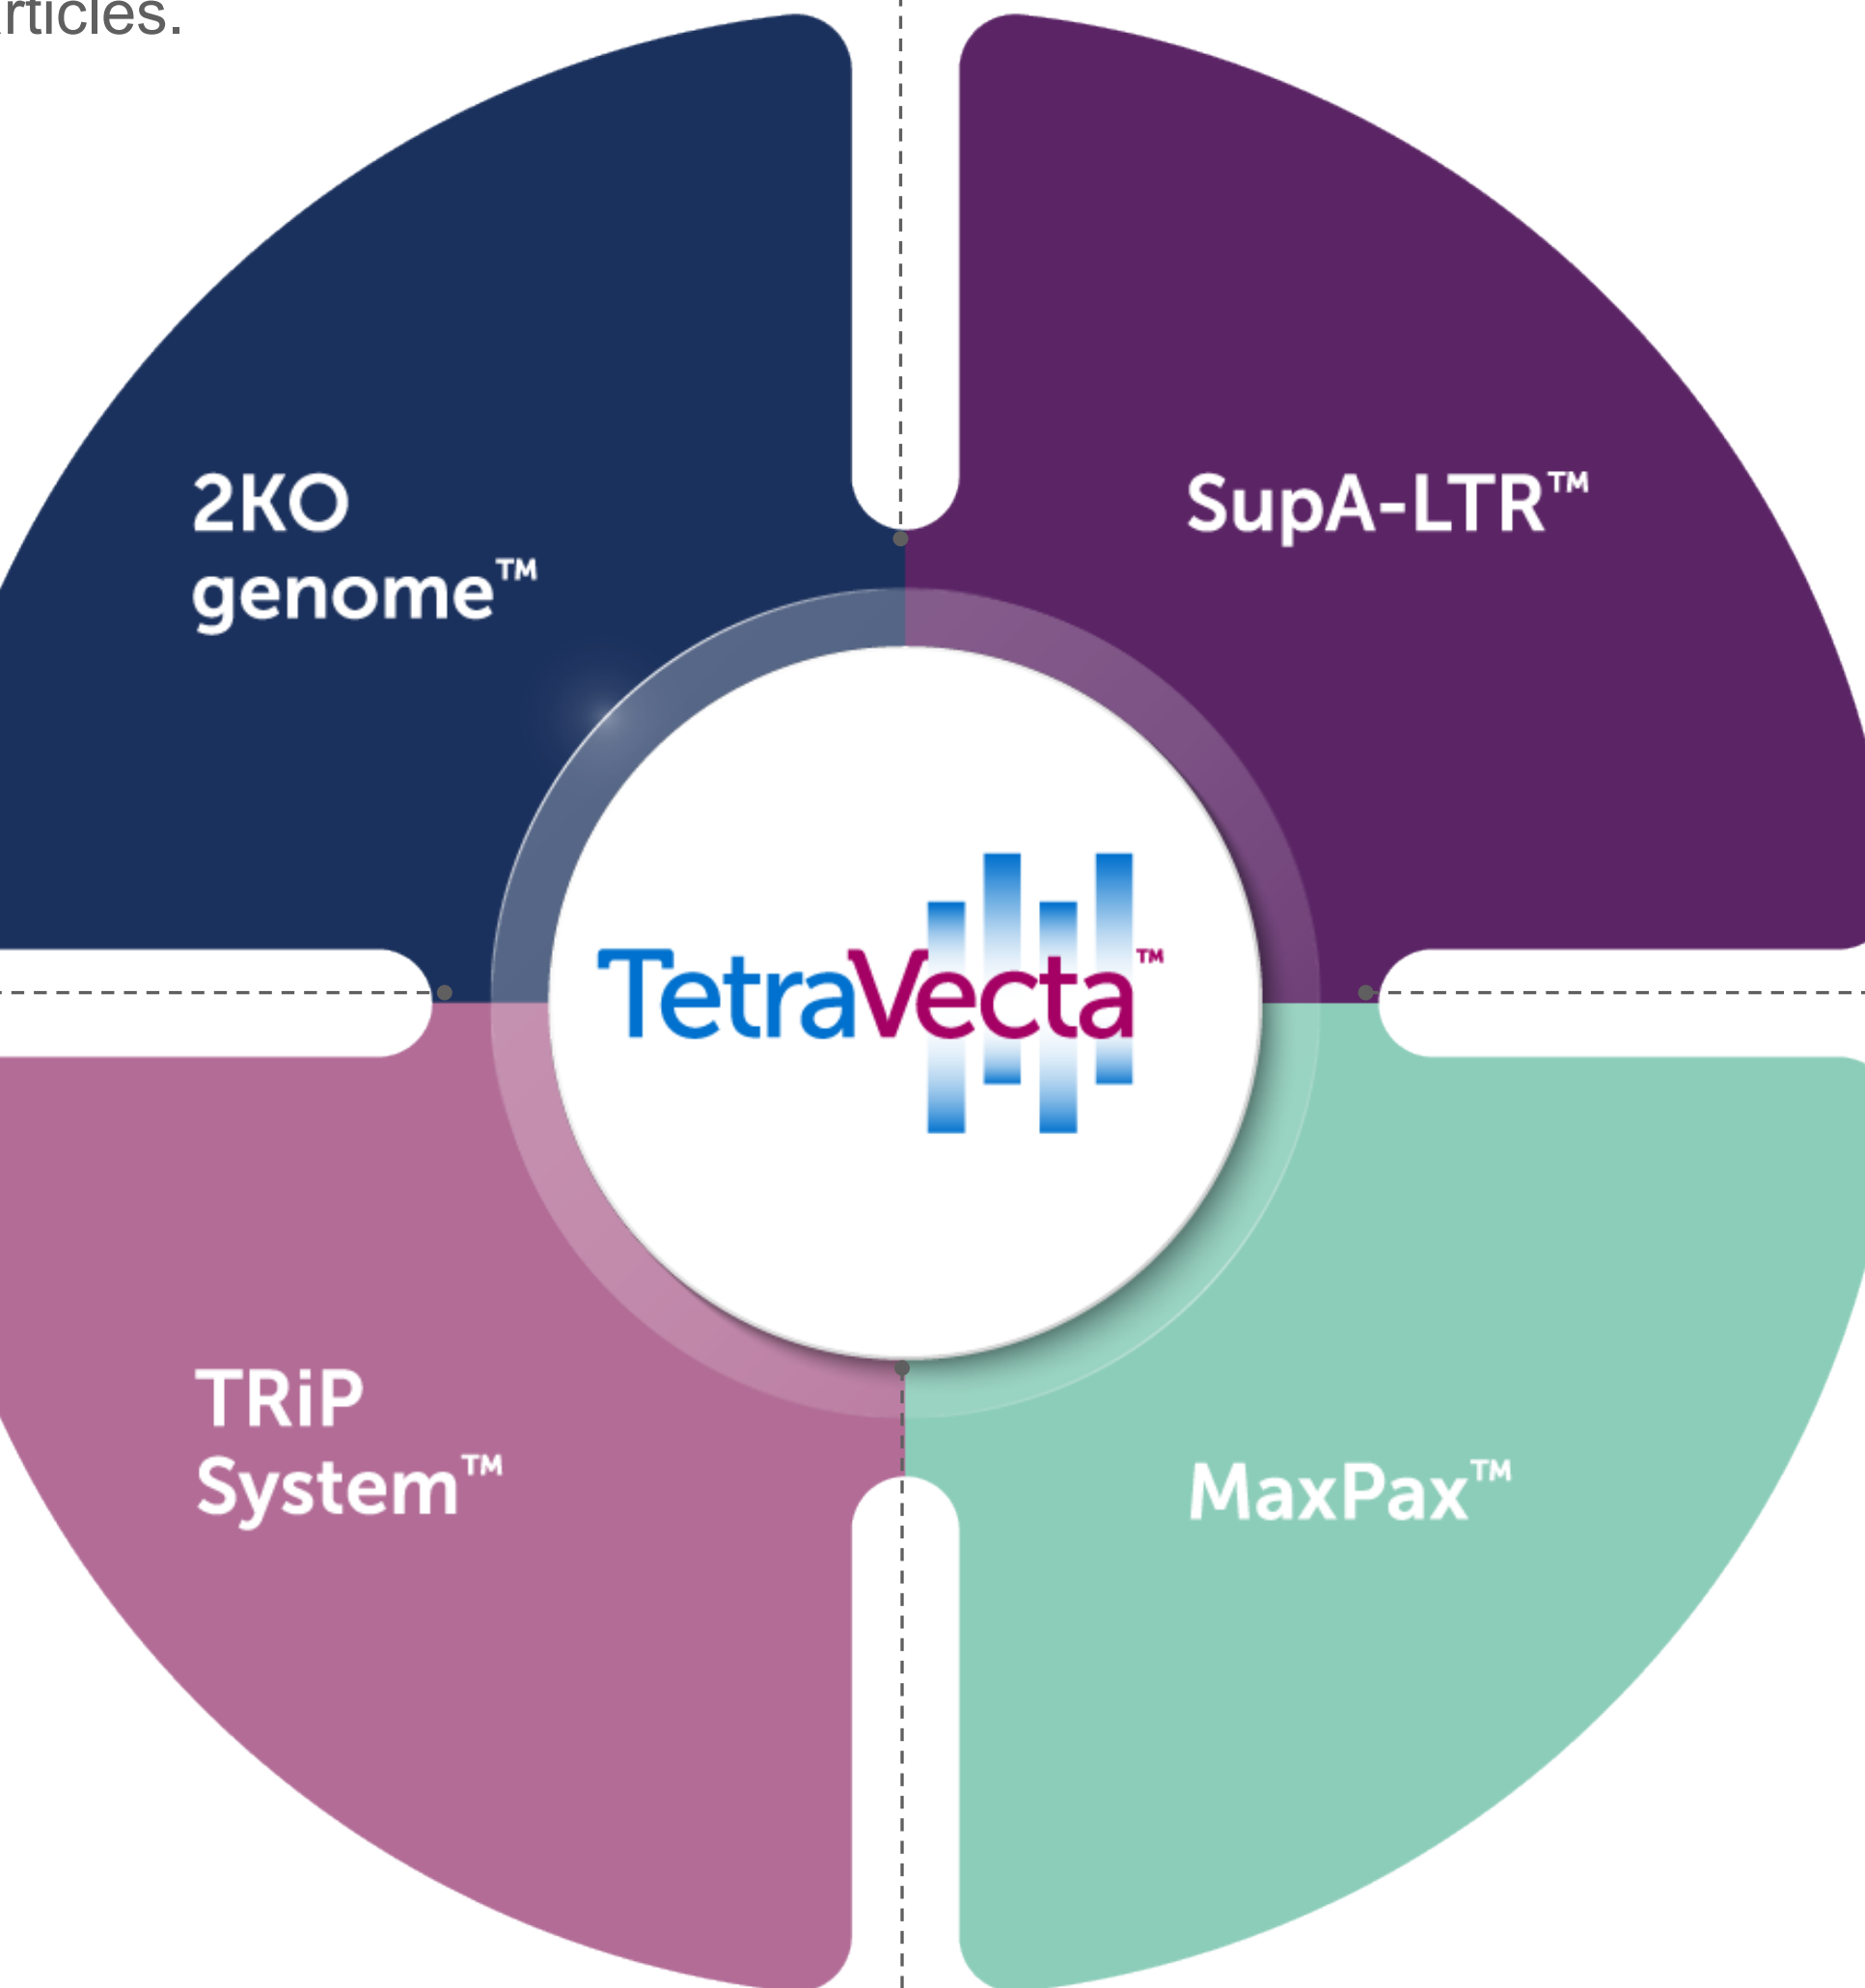 rticles.
2KO
genome™
SupA-LTR™
TetraVecta™
TRiP
System™
MaxPax™